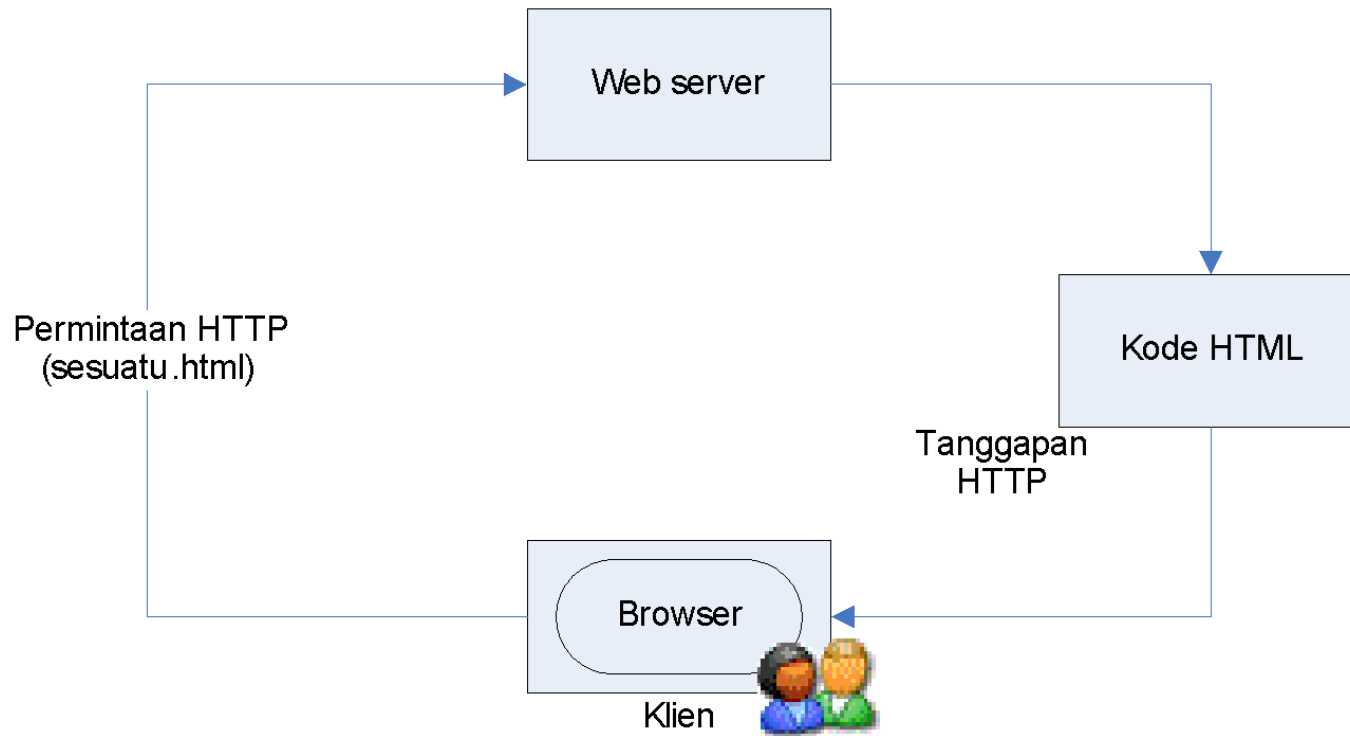 Web server
Permintaan HTTP
(sesuatu.html)
Kode HTML
Tanggapan
HTTP
Browser
Klien